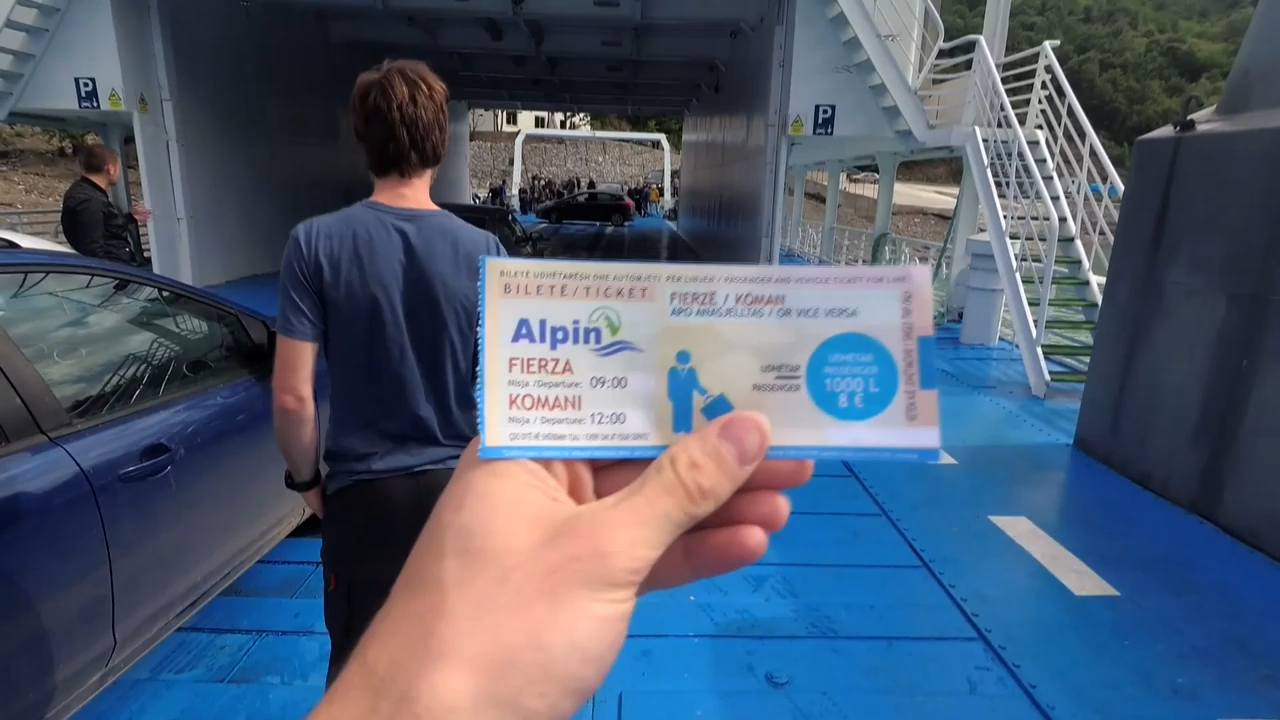 P
P
BILETË UDHËTARËSH DHE AUTOMJETI PËR LINJEN / PASSENGER AND VEHICLE TICKET FOR LINE
BILETË/TICKET
FIERZË / KOMAN
APO ANASJELLTAS / OR VICE VERSA
Alpin
FIERZA
Nisja /Departure: 09:00
KOMANI
Nisja / Departure: 12:00
UDHËTAR
PASSENGER
UDHËTAR
PASSENGER
1000 L
8 €